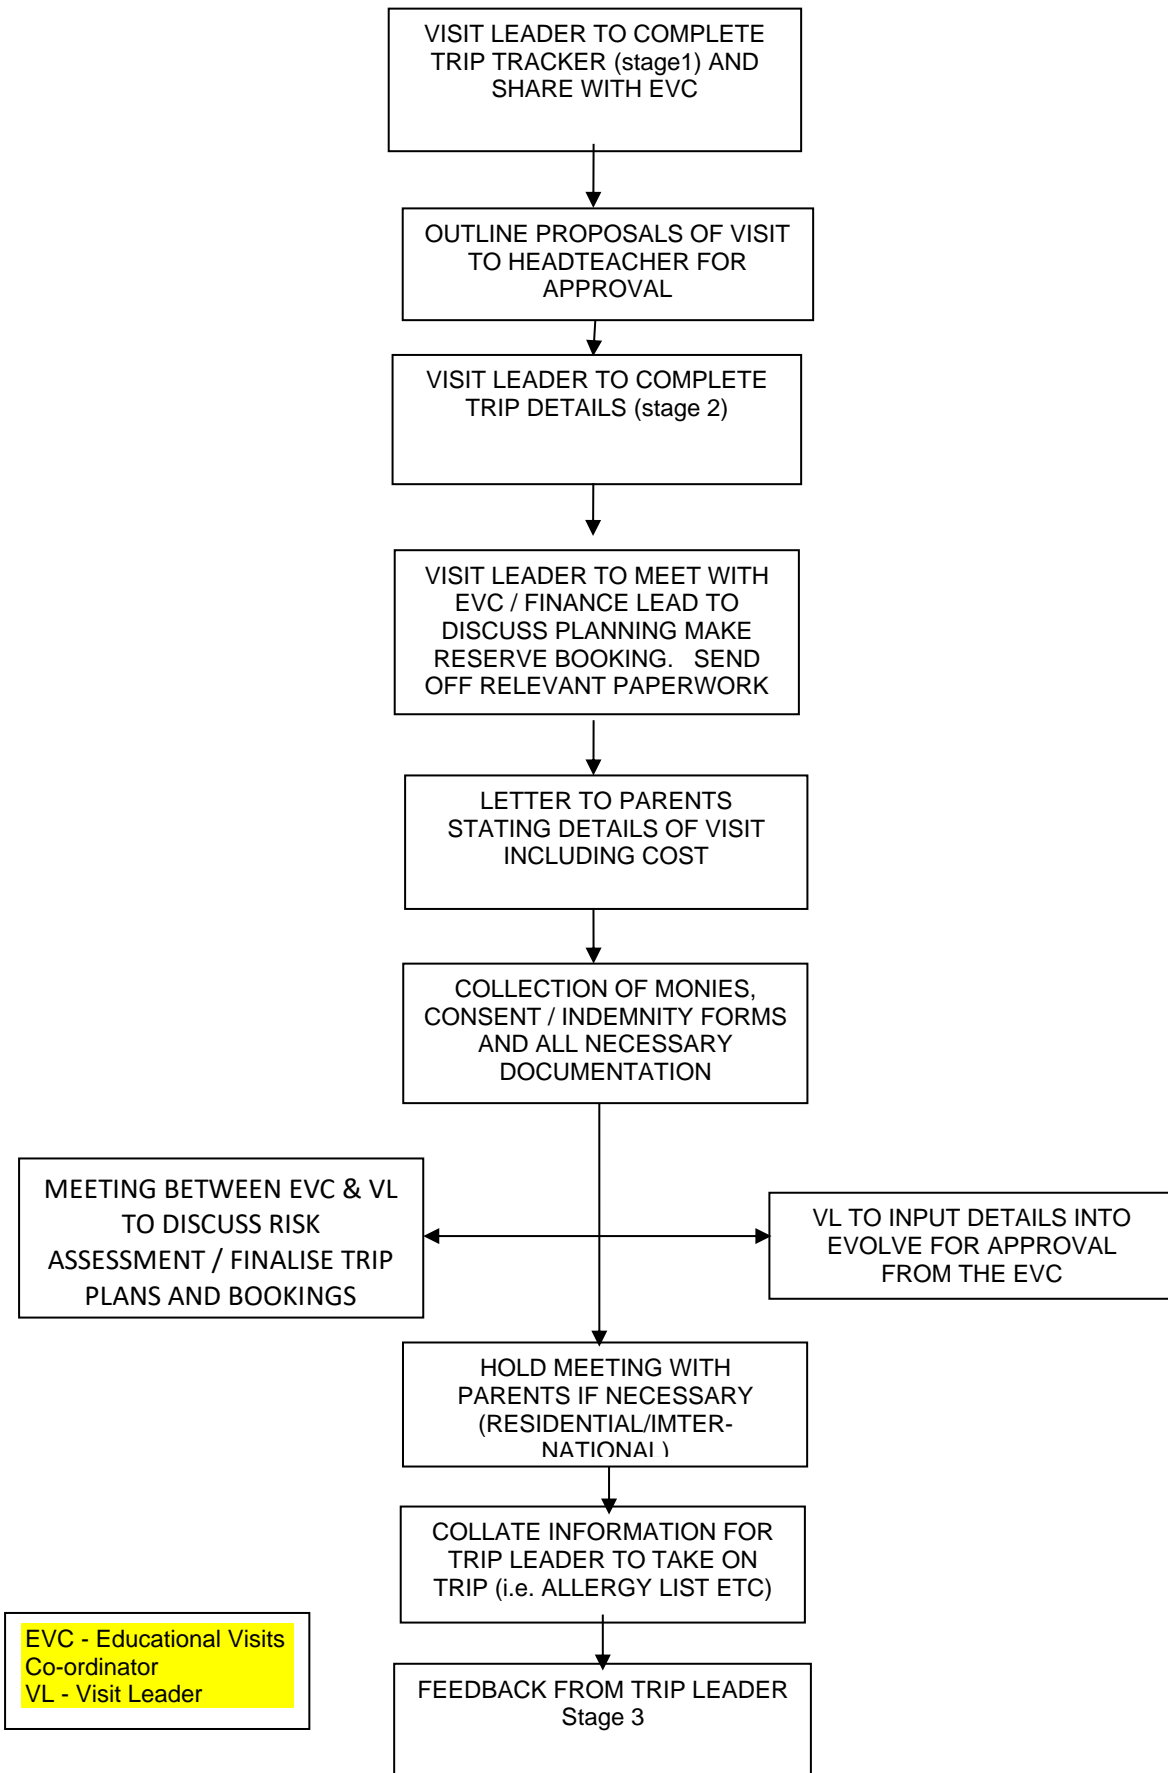 VISIT LEADER TO COMPLETE
TRIP TRACKER (stage1) AND
SHARE WITH EVC
OUTLINE PROPOSALS OF VISIT
TO HEADTEACHER FOR
APPROVAL
VISIT LEADER TO COMPLETE
TRIP DETAILS (stage 2)
VISIT LEADER TO MEET WITH
EVC / FINANCE LEAD TO
DISCUSS PLANNING MAKE
RESERVE BOOKING. SEND
OFF RELEVANT PAPERWORK
LETTER TO PARENTS
STATING DETAILS OF VISIT
INCLUDING COST
COLLECTION OF MONIES,
CONSENT / INDEMNITY FORMS
AND ALL NECESSARY
DOCUMENTATION
MEETING BETWEEN EVC & VL
TO DISCUSS RISK
ASSESSMENT / FINALISE TRIP
PLANS AND BOOKINGS
VL TO INPUT DETAILS INTO
EVOLVE FOR APPROVAL
FROM THE EVC
HOLD MEETING WITH
PARENTS IF NECESSARY
(RESIDENTIAL/IMTER-
NATIONAL)
COLLATE INFORMATION FOR
TRIP LEADER TO TAKE ON
TRIP (i.e. ALLERGY LIST ETC)
EVC - Educational Visits
Co-ordinator
VL - Visit Leader
FEEDBACK FROM TRIP LEADER
Stage 3